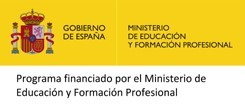 GOBIERNO
DE ESPAÑA
MINISTERIO
DE EDUCACIÓN
Y FORMACIÓN PROFESIONAL
Programa financiado por el Ministerio de
Educación y Formación Profesional